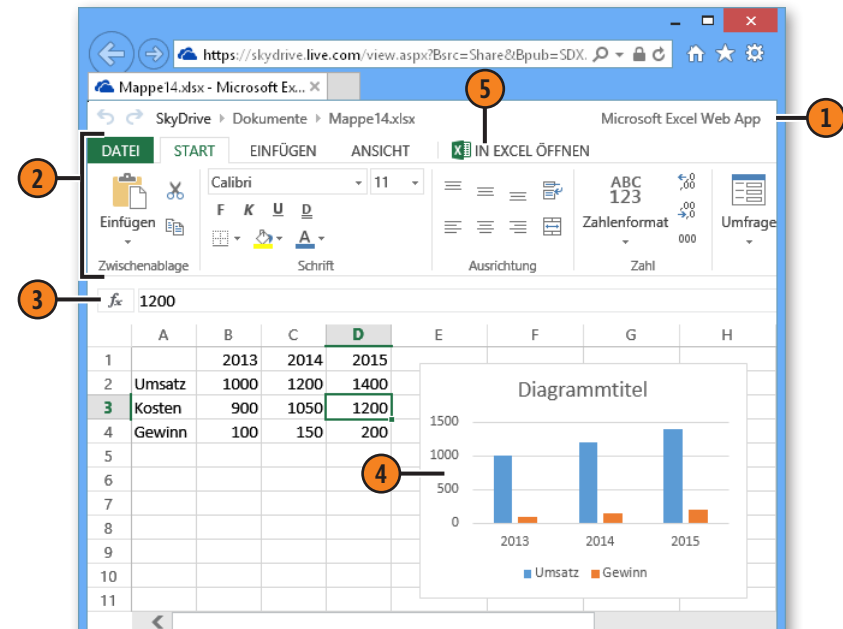 https://skydrive.live.com/view.aspx?Bsrc=Share&Bpub=SDX.
Mappe14.xlsx - Microsoft Ex...
5
SkyDrive Dokumente Mappe14.xlsx Microsoft Excel Web App
1
DATEI START EINFÜGEN ANSICHT IN EXCEL ÖFFNEN
2
Calibri 11 ABC
123
F K U D
Einfügen Zahlenformat Umfrage
A
000
Zwischenablage Schrift Ausrichtung Zahl
3
fx 1200
A B C D E F G H
1 2013 2014 2015
2 Umsatz 1000 1200 1400
3 Kosten 900 1050 1200
4 Gewinn 100 150 200
5
6
7
8
9
10
11
Diagrammtitel
1500
1000
4
500
0
2013 2014 2015
Umsatz Gewinn